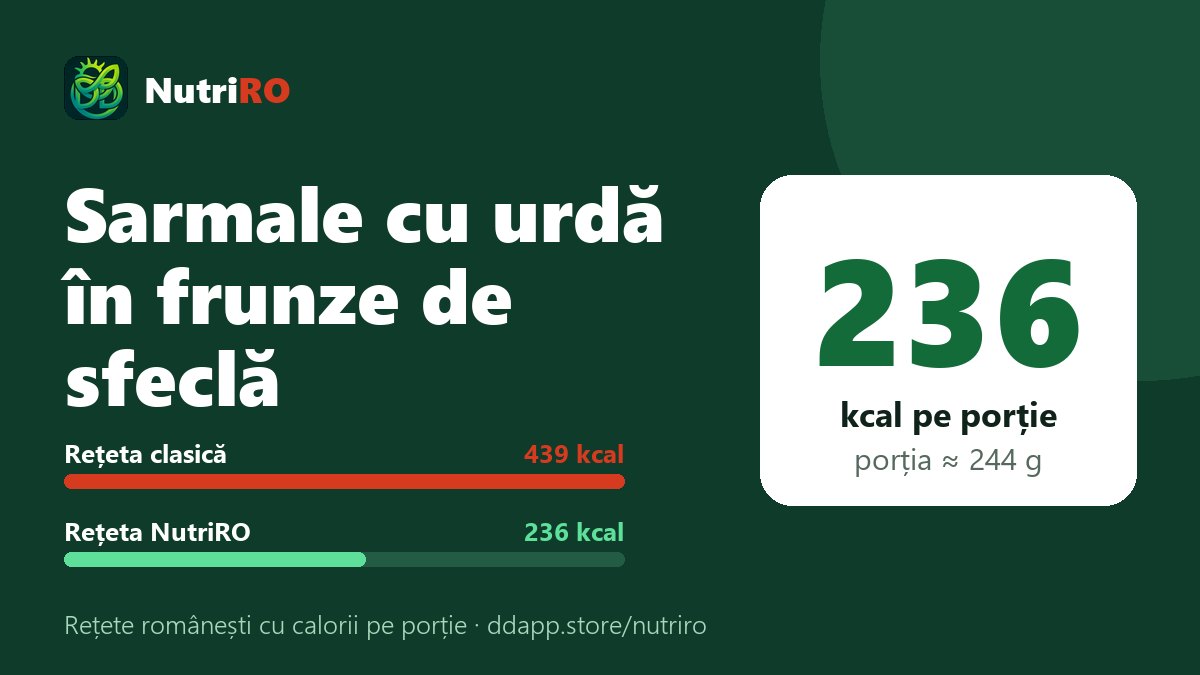 NutriRO
Sarmale cu urdă
în frunze de
sfeclă
Rețeta clasică 439 kcal
Rețeta NutriRO 236 kcal
236
kcal pe porție
porția ≈ 244 g
Rețete românești cu calorii pe porție · ddapp.store/nutriro